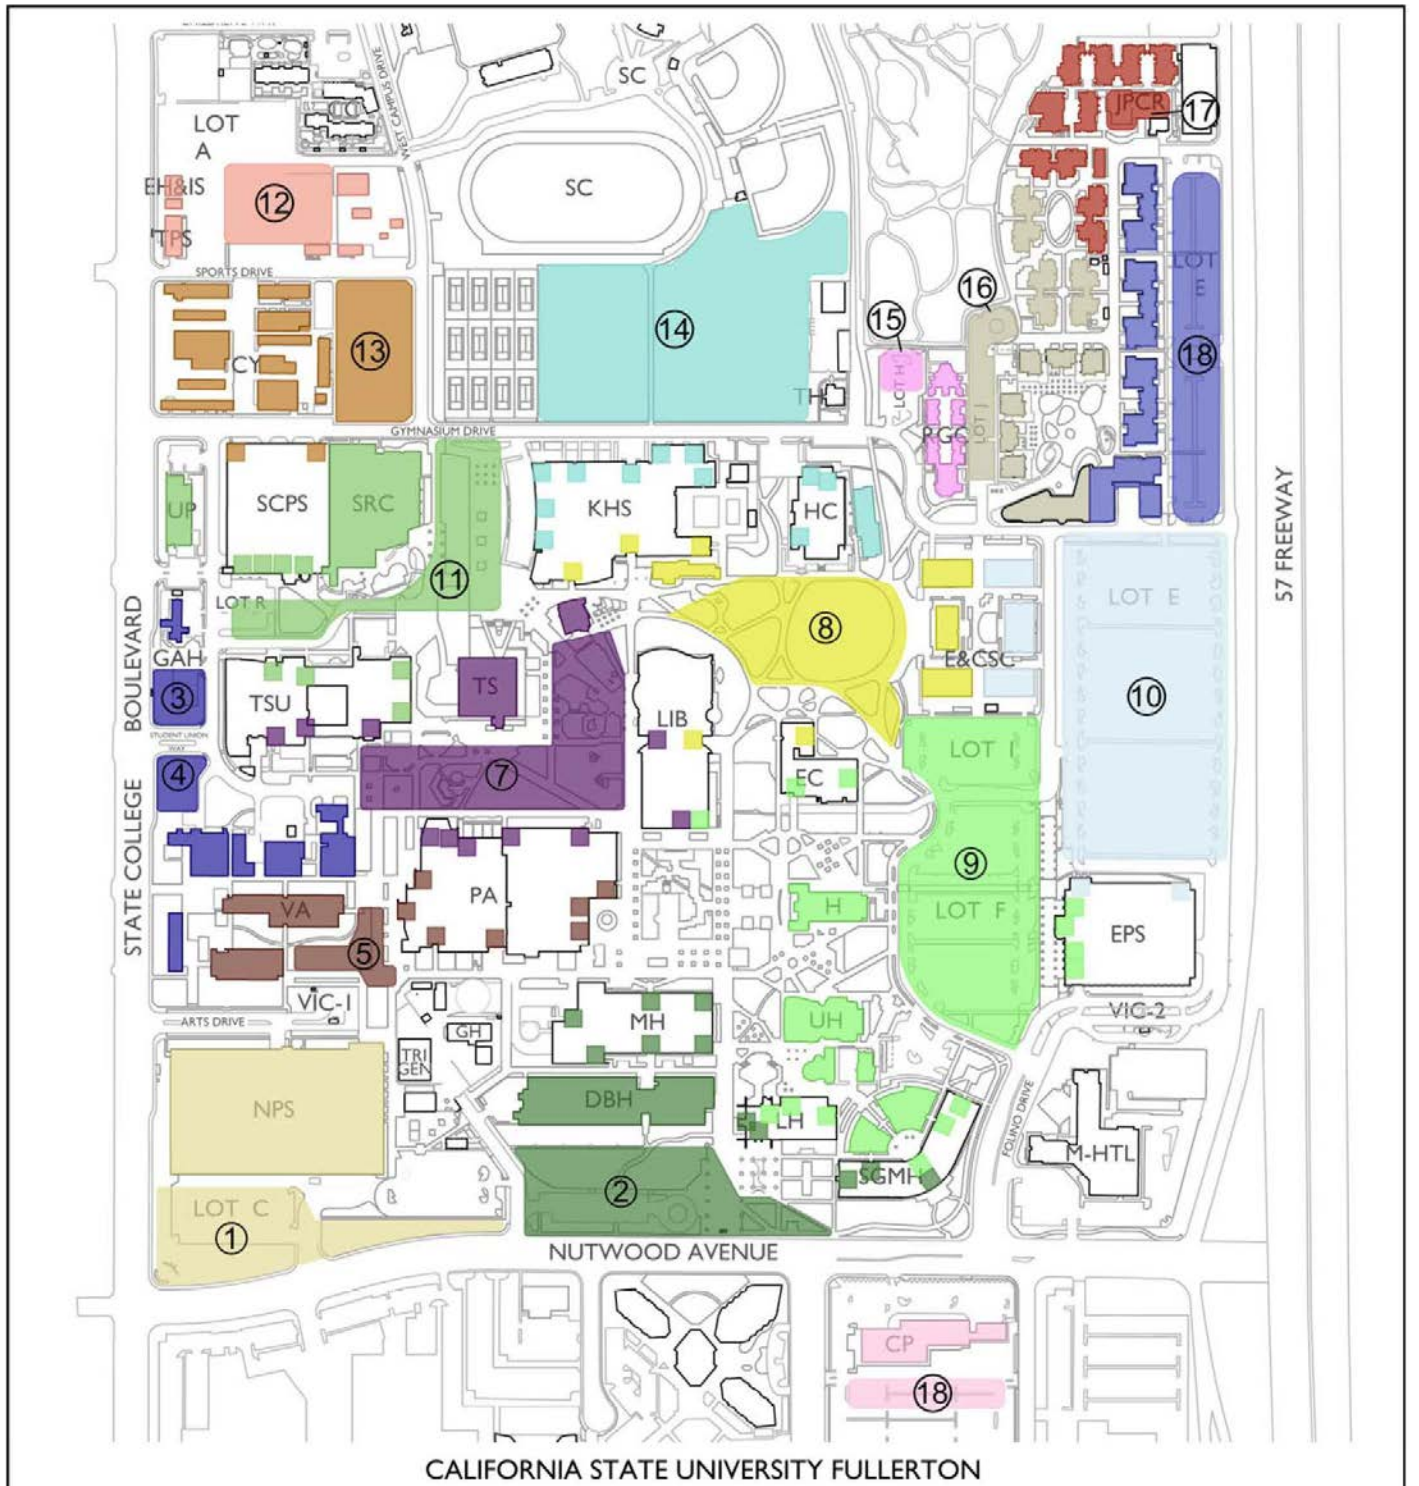 SC
WEST CAMPUS DRIVE
LOT
A
JPCR
17
EH&IS
12
SC
TPS
SPORTS DRIVE
LOT
E
16
15
14
13
18
CY
LOT H
TH
LOT J
GYMNASIUM DRIVE
SCPS
SRC
UP
KHS
HC
57 FREEWAY
11
LOT R
LOT E
8
GAH
E&CSC
3
TSU
TS
LIB
10
BOULEVARD
STUDENT UNION
WAY
4
7
EC
LOT I
STATE COLLEGE
9
VA
PA
H
LOT F
EPS
5
VIC-1
VIC-2
ARTS DRIVE
GH
MH
UH
TRI
GEN
NPS
DBH
LH
FOLINO DRIVE
M-HTL
SGMH
LOT C
1
2
NUTWOOD AVENUE
CP
18
CALIFORNIA STATE UNIVERSITY FULLERTON